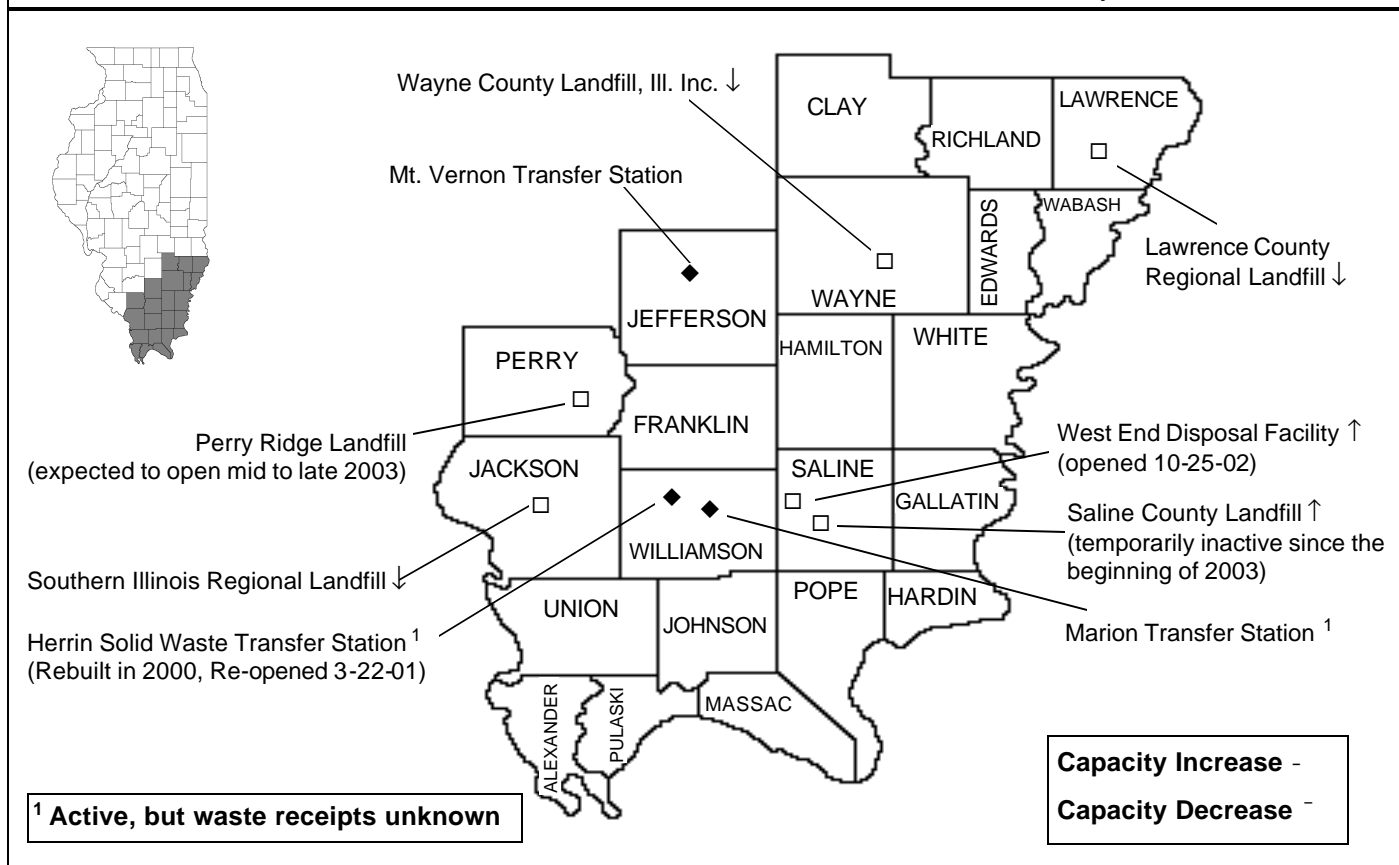 Wayne County Landfill, Ill. Inc. ↓
Mt. Vernon Transfer Station
CLAY
LAWRENCE
RICHLAND
WABASH
EDWARDS
Lawrence County
Regional Landfill ↓
WAYNE
JEFFERSON
WHITE
HAMILTON
PERRY
FRANKLIN
Perry Ridge Landfill
(expected to open mid to late 2003)
West End Disposal Facility ↑
(opened 10-25-02)
JACKSON
SALINE
GALLATIN
Saline County Landfill ↑
(temporarily inactive since the
beginning of 2003)
WILLIAMSON
Southern Illinois Regional Landfill ↓
POPE
HARDIN
UNION
JOHNSON
Marion Transfer Station ¹
Herrin Solid Waste Transfer Station ¹
(Rebuilt in 2000, Re-opened 3-22-01)
ALEXANDER
PULASKI
MASSAC
Capacity Increase -
Capacity Decrease ¯
¹ Active, but waste receipts unknown